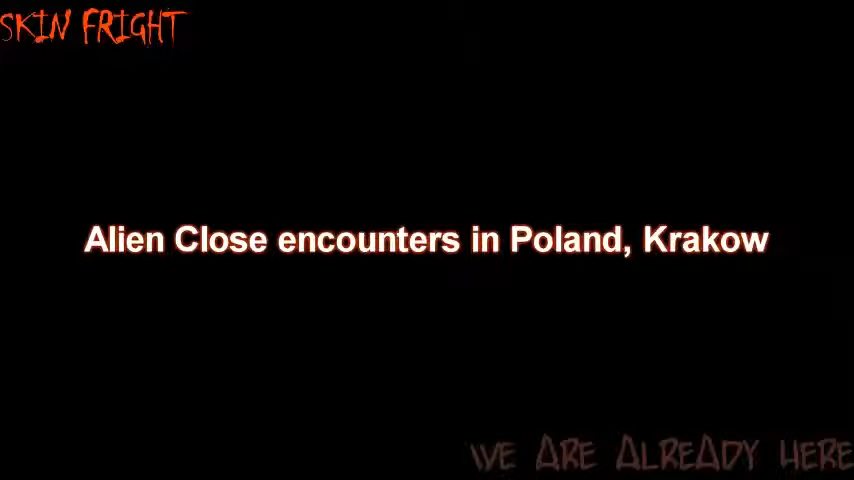 SKIN FRIGHT
Alien Close encounters in Poland, Krakow
WE ARE ALREADY HERE